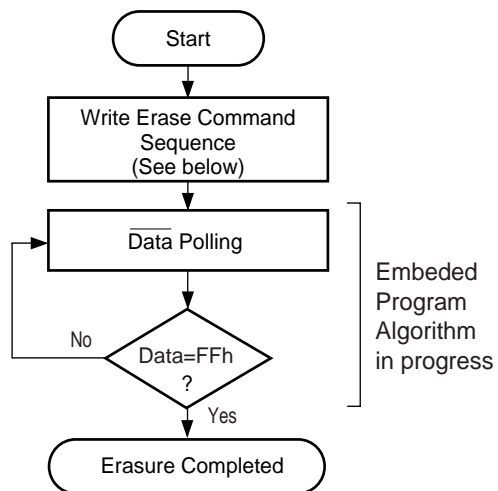 Start
Write Erase Command
Sequence
(See below)
Data Polling
Embeded
Program
Algorithm
in progress
No
Data=FFh
?
Yes
Erasure Completed